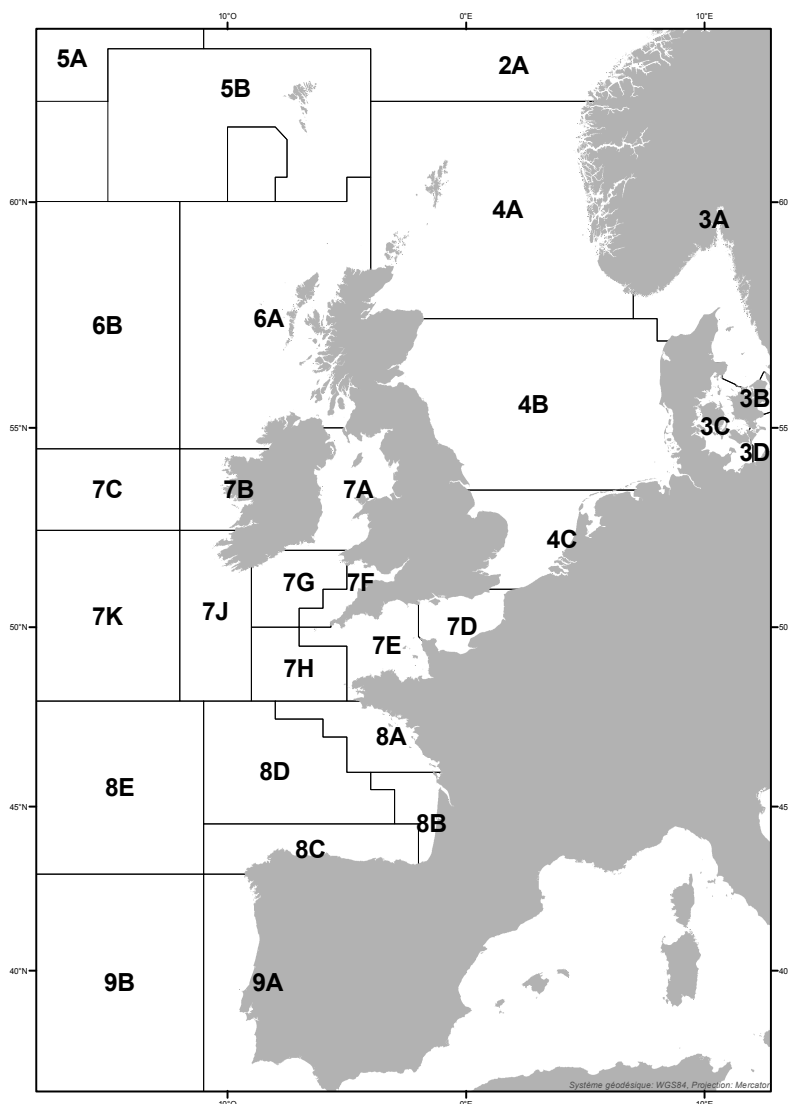 10°O 0°E 10°E
5A
2A
5B
60°N
60
4A
3A
6B
6A
4B
3B
3C
55°N
55
3D
7C
7B
7A
4C
7G
7F
7K
7J
50°N
50
7D
7E
7H
8A
8D
8E
45°N
45
8B
8C
40°N
40
9B
9A
Système géodésique: WGS84, Projection: Mercator
10°O 0°E 10°E